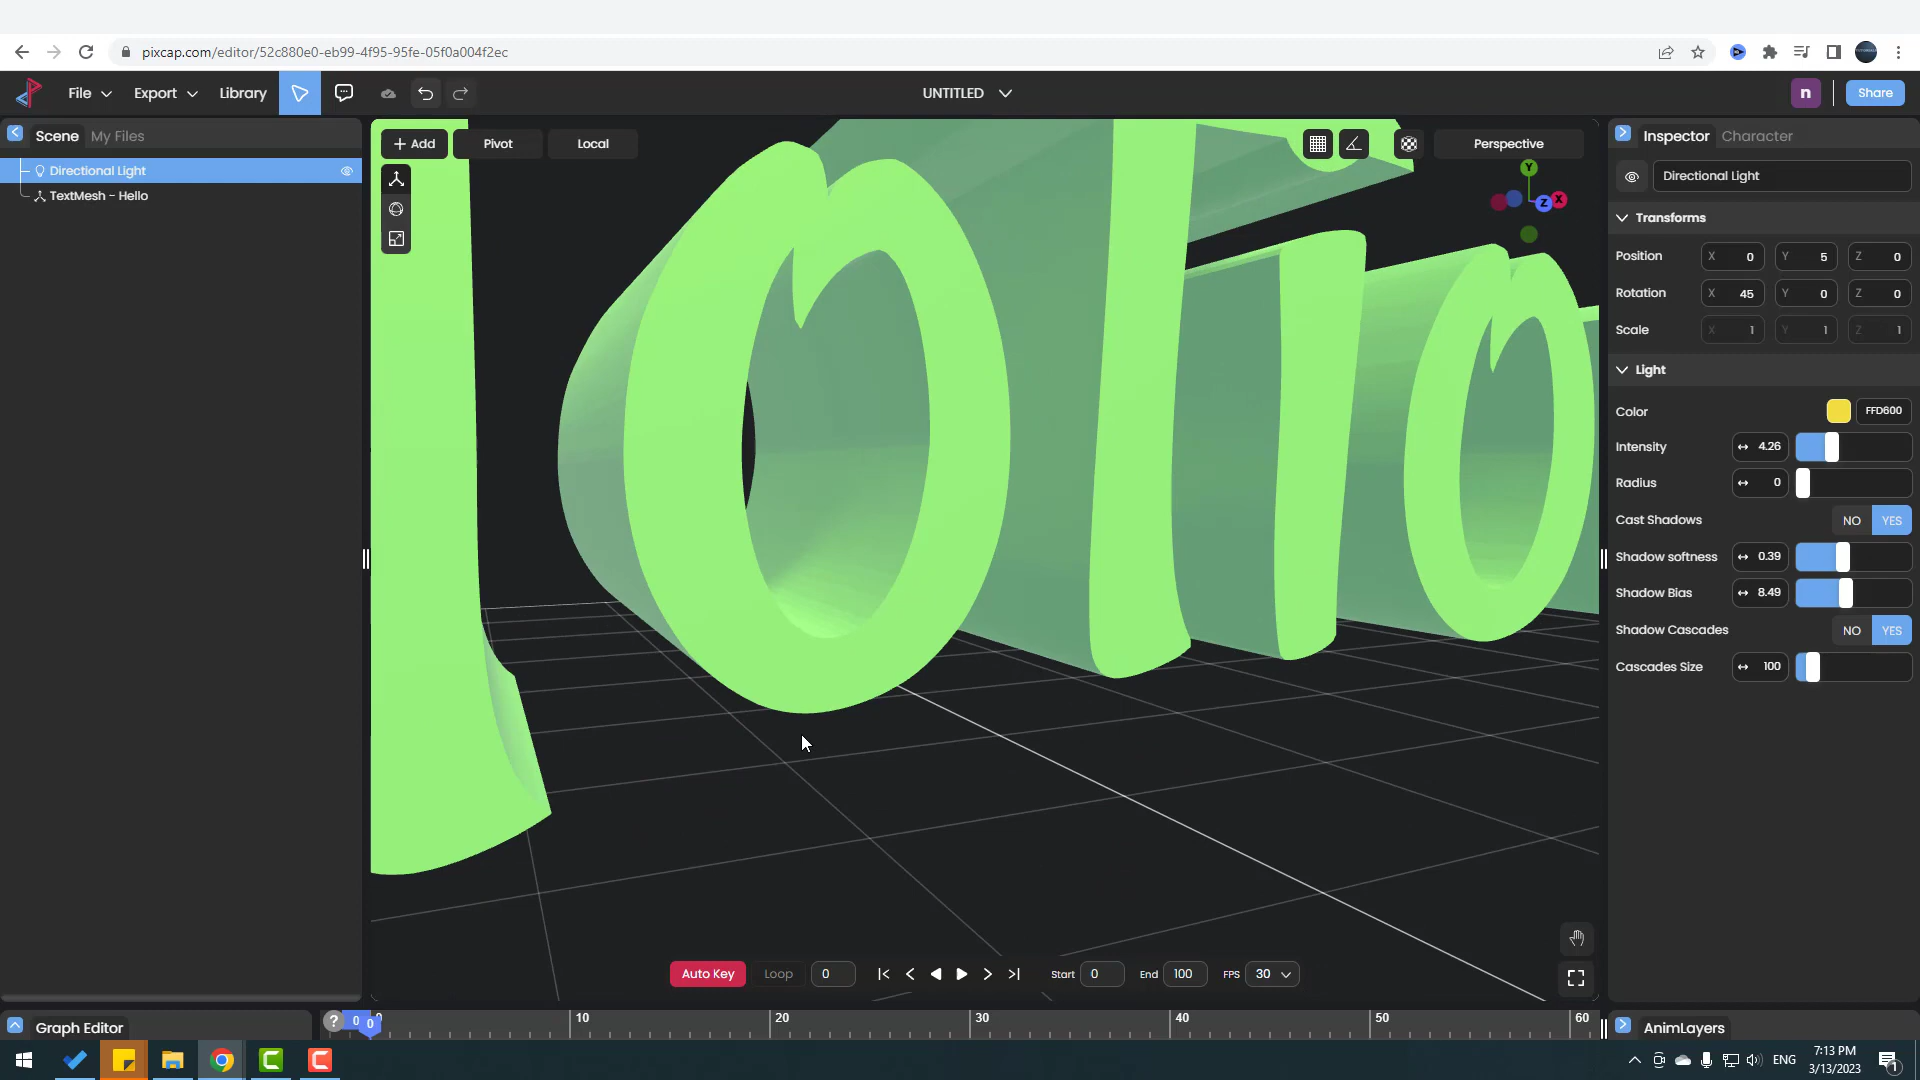 pixcap.com/editor/52c880e0-eb99-4f95-95fe-05f0a004f2ec
File Export Library UNTITLED n Share
Scene My Files
Directional Light
TextMesh - Hello
+ Add Pivot Local Perspective
Y
Z X
Inspector Character
Directional Light
Transforms
Position X 0 Y 5 Z 0
Rotation X 45 Y 0 Z 0
Scale X 1 Y 1 Z 1
Light
Color FFD600
Intensity 4.26
Radius 0
Cast Shadows NO YES
Shadow softness 0.39
Shadow Bias 8.49
Shadow Cascades NO YES
Cascades Size 100
Auto Key Loop 0 Start 0 End 100 FPS 30
Graph Editor ? 0 0 10 20 30 40 50 60 AnimLayers
ENG 7:13 PM
3/13/2023
1